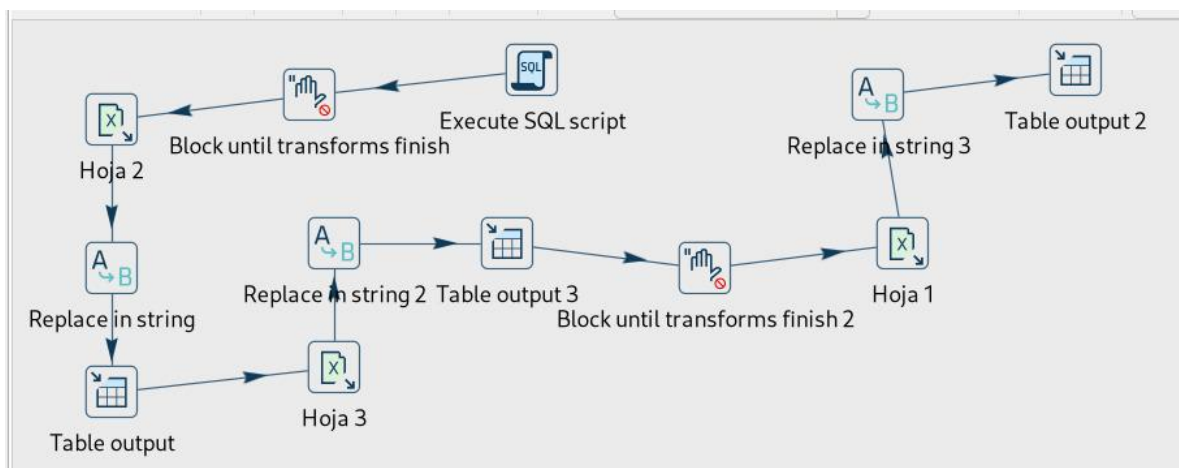 SQL
Execute SQL script
Block until transforms finish
X
Hoja 2
A
B
Replace in string
Table output
X
Hoja 3
A
B
Replace in string 2
Table output 3
Block until transforms finish 2
X
Hoja 1
A
B
Replace in string 3
Table output 2